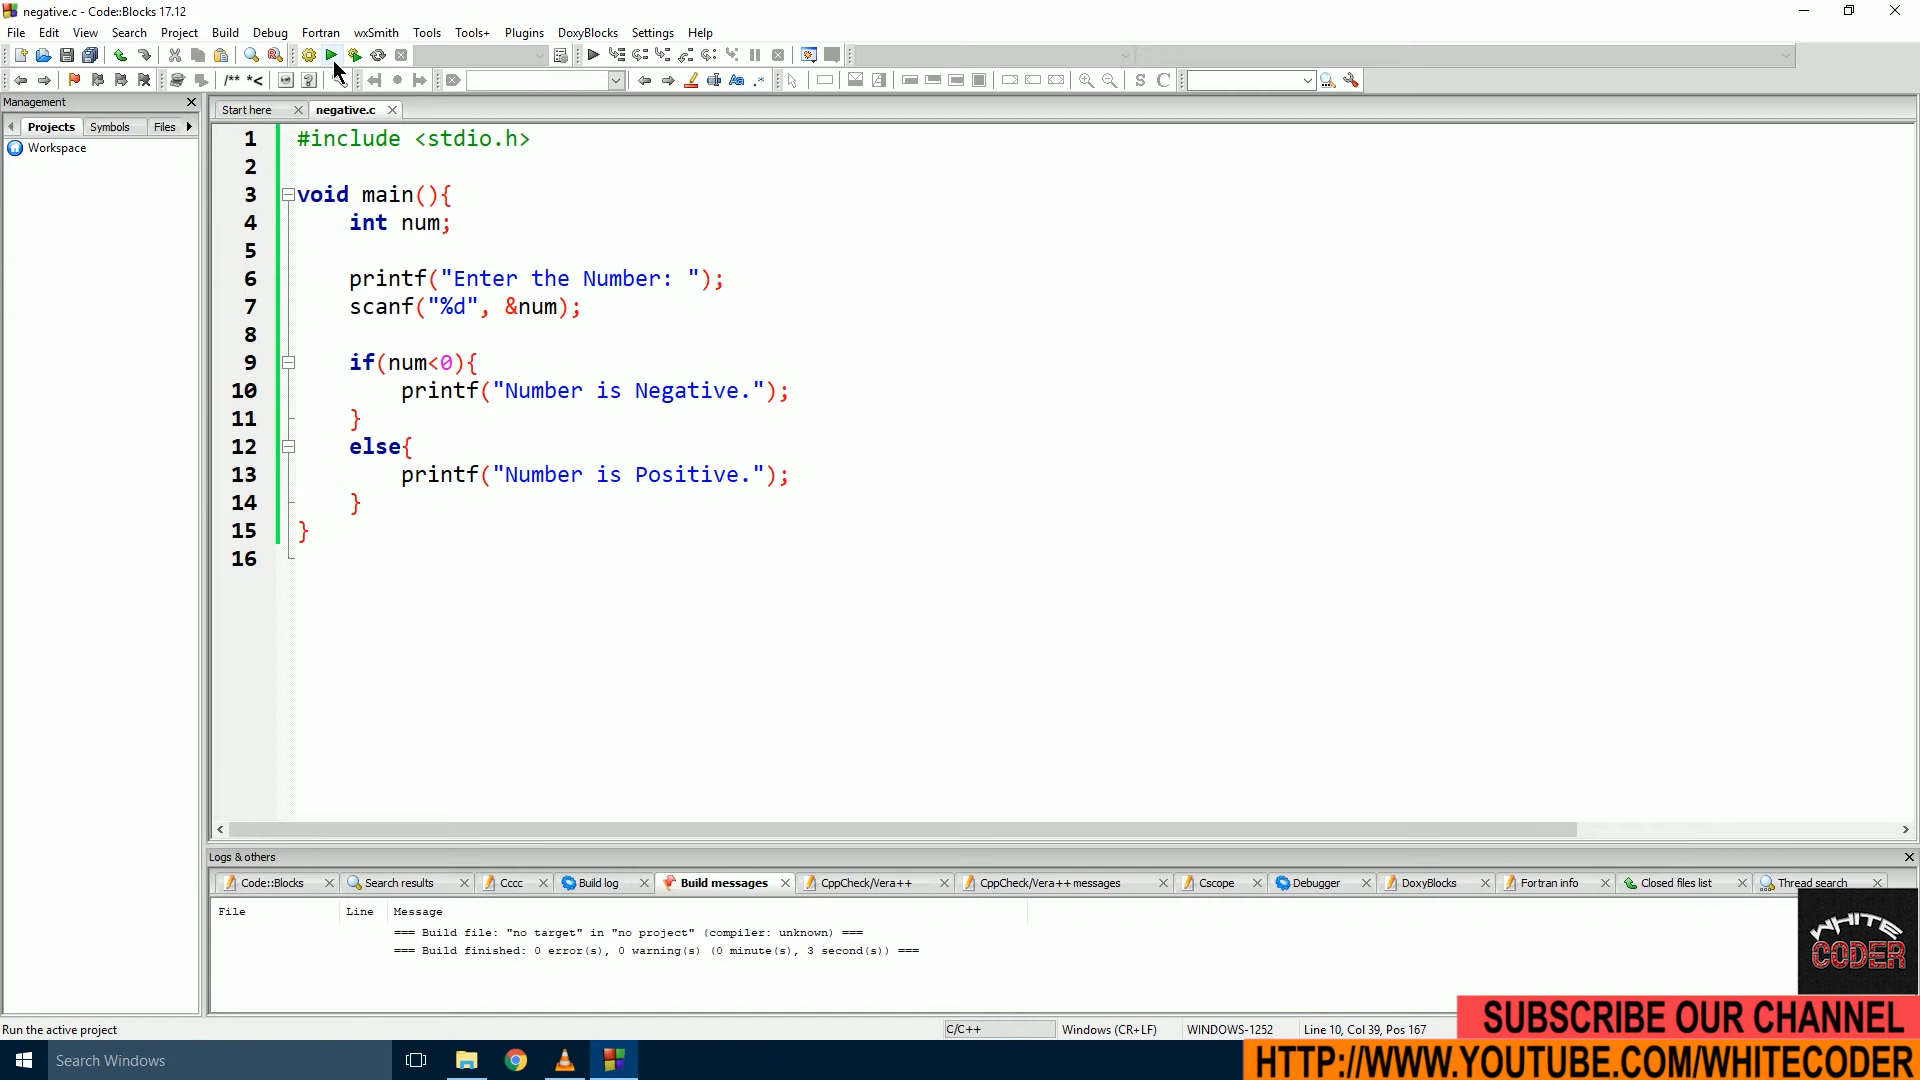 negative.c - Code::Blocks 17.12
File Edit View Search Project Build Debug Fortran wxSmith Tools Tools+ Plugins DoxyBlocks Settings Help
/** *< Aa .* S C
Management
Projects Symbols Files
Workspace
Start here negative.c
1 #include <stdio.h>
2
3 void main(){
4 int num;
5
6 printf("Enter the Number: ");
7 scanf("%d", &num);
8
9 if(num<0){
10 printf("Number is Negative.");
11 }
12 else{
13 printf("Number is Positive.");
14 }
15 }
16
Logs & others
Code::Blocks Search results Cccc Build log Build messages CppCheck/Vera++ CppCheck/Vera++ messages Cscope Debugger DoxyBlocks Fortran info Closed files list Thread search
File Line Message
=== Build file: "no target" in "no project" (compiler: unknown) ===
=== Build finished: 0 error(s), 0 warning(s) (0 minute(s), 3 second(s)) ===
WHITE
CODER
Run the active project C/C++ Windows (CR+LF) WINDOWS-1252 Line 10, Col 39, Pos 167
SUBSCRIBE OUR CHANNEL
Search Windows
HTTP://WWW.YOUTUBE.COM/WHITECODER